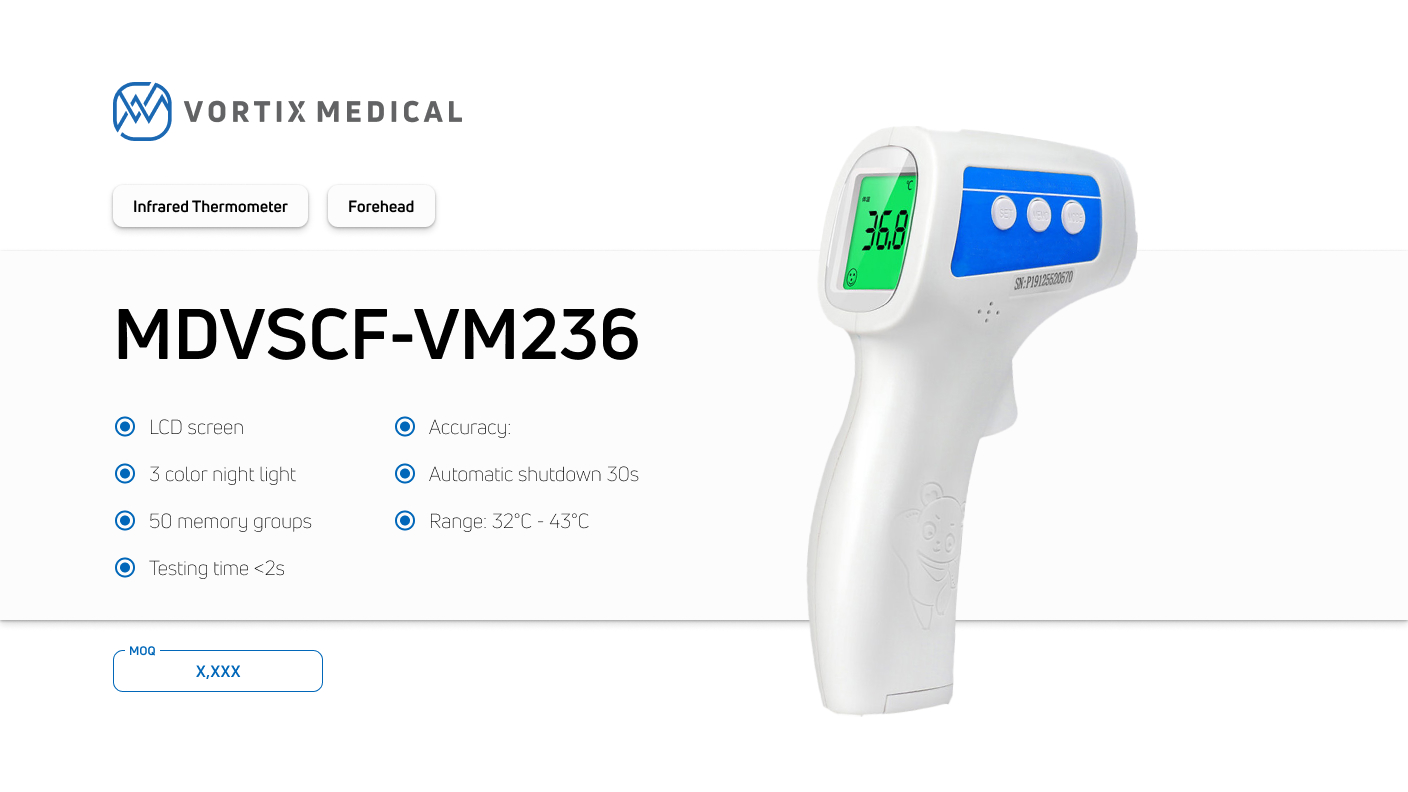 VORTIX MEDICAL
Infrared Thermometer
Forehead
MDVSCF-VM236
LCD screen
3 color night light
50 memory groups
Testing time <2s
Accuracy:
Automatic shutdown 30s
Range: 32°C - 43°C
MOQ
X,XXX
°C
36.8
SN:P19125520570